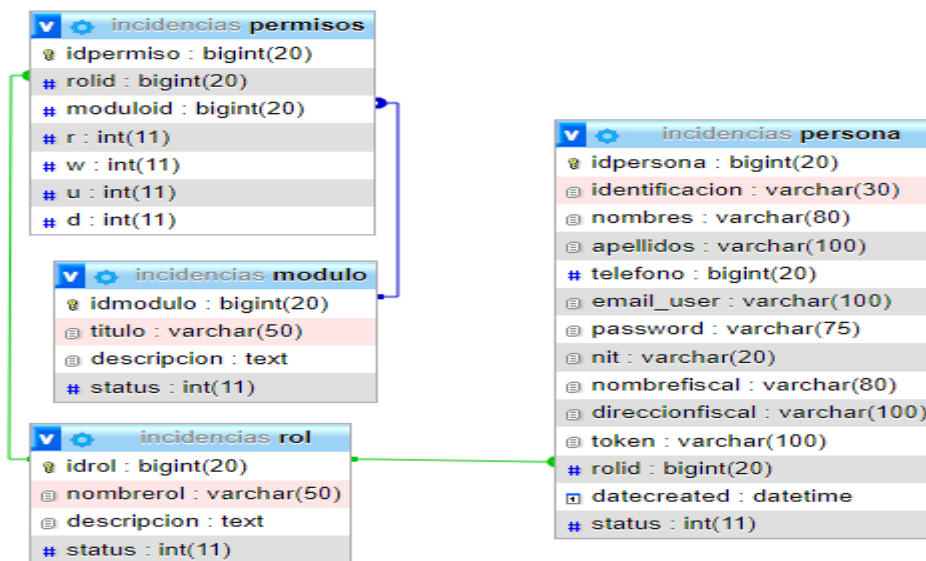 incidencias permisos
idpermiso : bigint(20)
rolid : bigint(20)
moduloid : bigint(20)
r : int(11)
w : int(11)
u : int(11)
d : int(11)
incidencias modulo
idmodulo : bigint(20)
titulo : varchar(50)
descripcion : text
status : int(11)
incidencias rol
idrol : bigint(20)
nombrerol : varchar(50)
descripcion : text
status : int(11)
incidencias persona
idpersona : bigint(20)
identificacion : varchar(30)
nombres : varchar(80)
apellidos : varchar(100)
telefono : bigint(20)
email_user : varchar(100)
password : varchar(75)
nit : varchar(20)
nombrefiscal : varchar(80)
direccionfiscal : varchar(100)
token : varchar(100)
rolid : bigint(20)
datecreated : datetime
status : int(11)